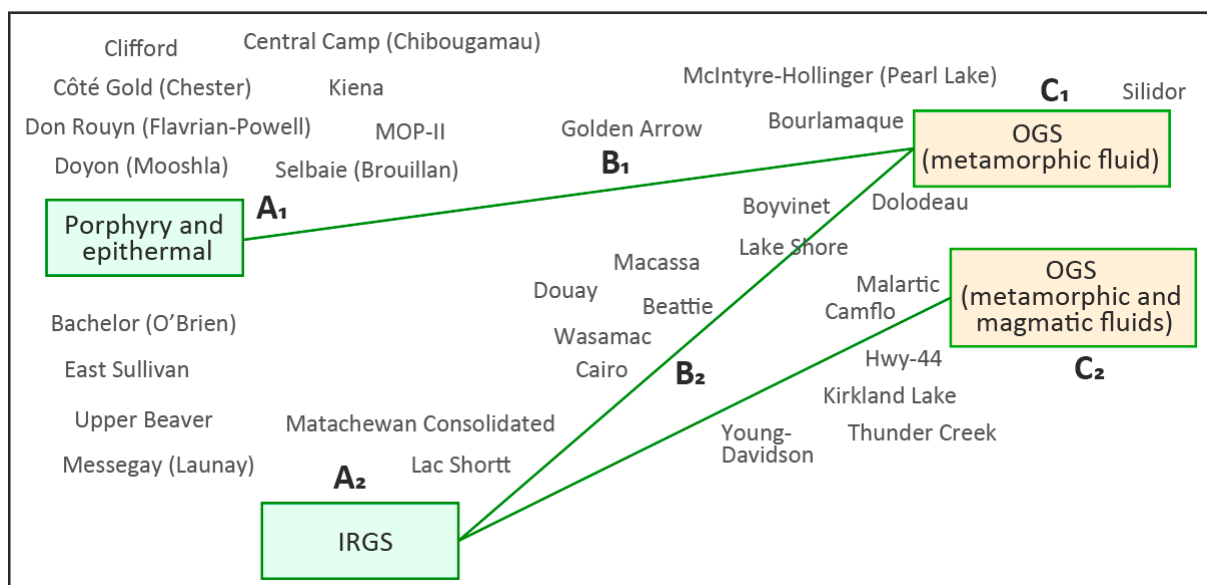 Clifford
Central Camp (Chibougamau)
Côté Gold (Chester)
Kiena
McIntyre-Hollinger (Pearl Lake)
C₁
Silidor
Don Rouyn (Flavrian-Powell)
MOP-II
Golden Arrow
Bourlamaque
OGS
(metamorphic fluid)
Doyon (Mooshla)
Selbaie (Brouillan)
B₁
A₁
Porphyry and
epithermal
Boyvinet
Dolodeau
Lake Shore
Macassa
Douay
Beattie
Malartic
Camflo
OGS
(metamorphic and
magmatic fluids)
Bachelor (O'Brien)
Wasamac
East Sullivan
Cairo
B₂
Hwy-44
C₂
Kirkland Lake
Upper Beaver
Matachewan Consolidated
Young-
Davidson
Thunder Creek
Messegay (Launay)
A₂
Lac Shortt
IRGS